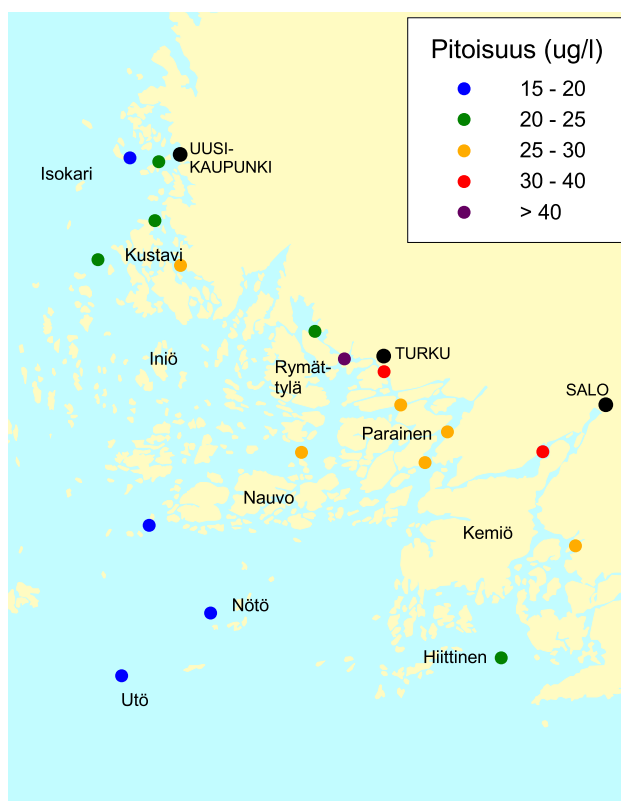 Pitoisuus (ug/l)
15 - 20
20 - 25
25 - 30
30 - 40
> 40
UUSI-
KAUPUNKI
Isokari
Kustavi
Iniö
TURKU
Rymät-
tylä
SALO
Parainen
Nauvo
Kemiö
Nötö
Hiittinen
Utö